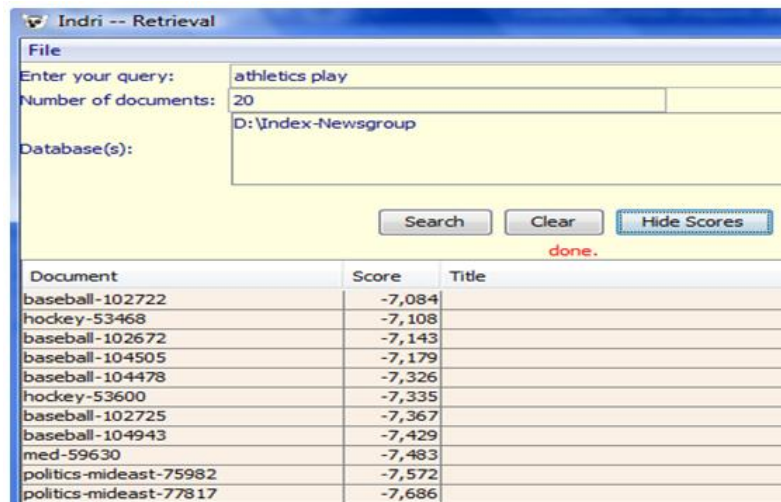 Indri -- Retrieval
File
Enter your query: athletics play
Number of documents: 20
D:\Index-Newsgroup
Database(s):
Search Clear Hide Scores
done.
Document Score Title
baseball-102722 -7,084
hockey-53468 -7,108
baseball-102672 -7,143
baseball-104505 -7,179
baseball-104478 -7,326
hockey-53600 -7,335
baseball-102725 -7,367
baseball-104943 -7,429
med-59630 -7,483
politics-mideast-75982 -7,572
politics-mideast-77817 -7,686